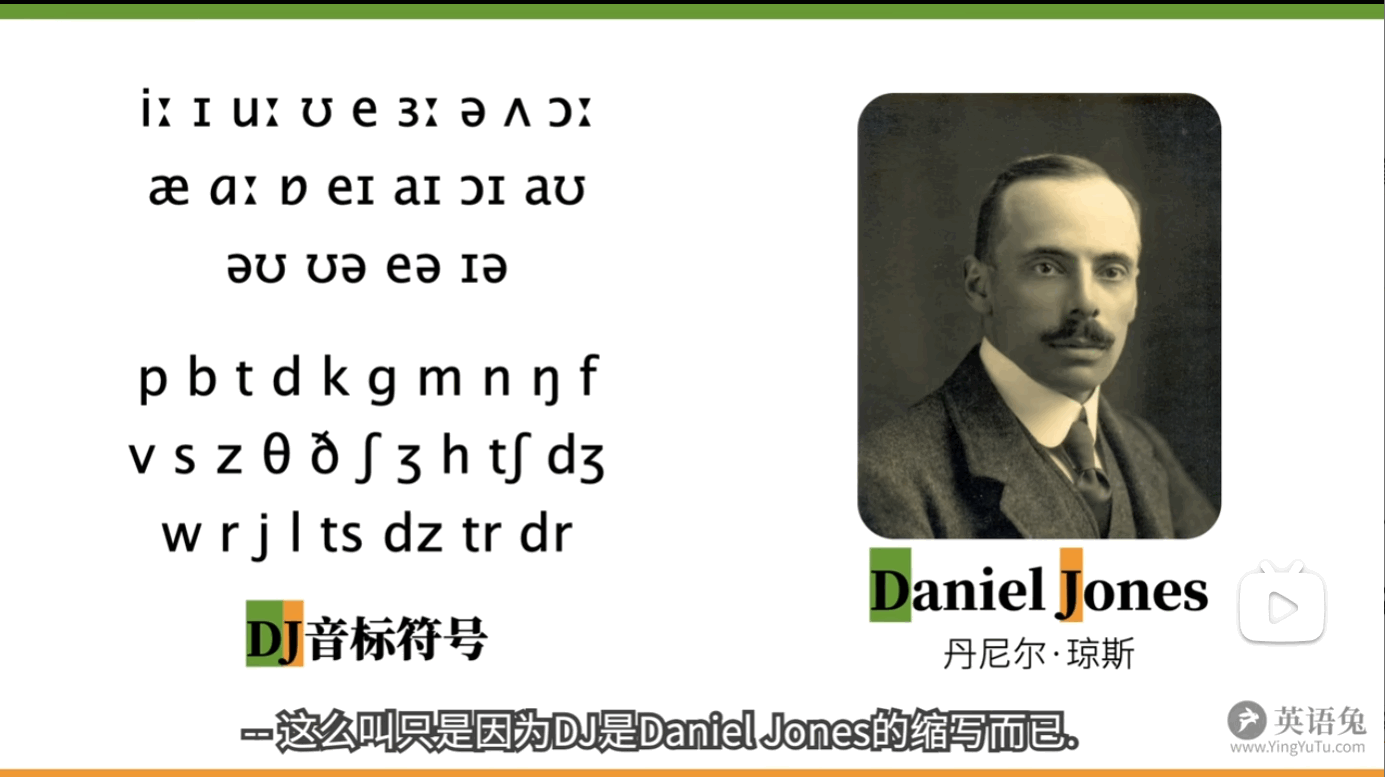 iː ɪ uː ʊ e ɜː ə ʌ ɔː
æ ɑː ɒ eɪ aɪ ɔɪ aʊ
əʊ ʊə eə ɪə
p b t d k g m n ŋ f
v s z θ ð ʃ ʒ h tʃ dʒ
w r j l ts dz tr dr
DJ音标符号
Daniel Jones
丹尼尔·琼斯
-- 这么叫只是因为DJ是Daniel Jones的缩写而已.
英语兔
www.YingYuTu.com